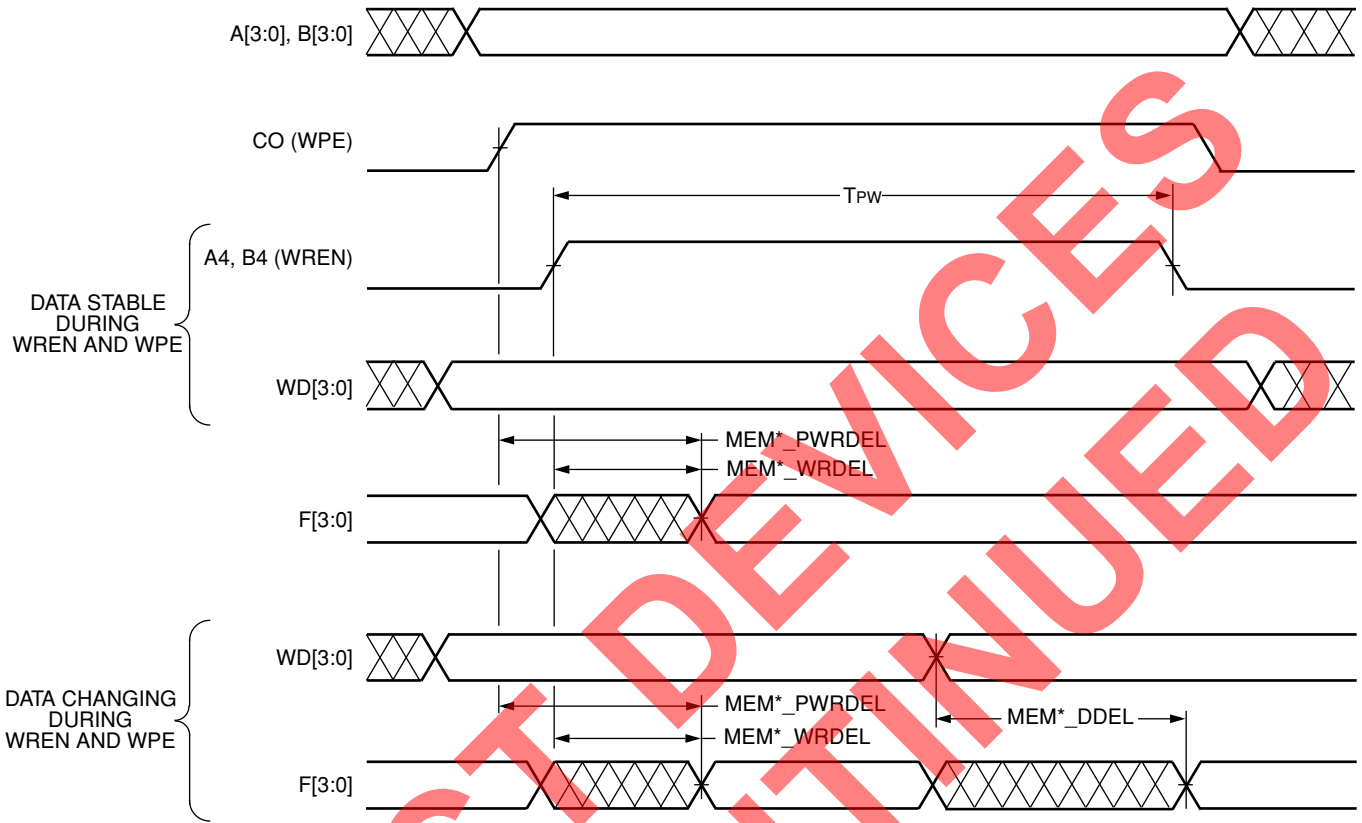 A[3:0], B[3:0]
CO (WPE)
TPW
A4, B4 (WREN)
DATA STABLE
DURING
WREN AND WPE
WD[3:0]
MEM*_PWRDEL
MEM*_WRDEL
F[3:0]
WD[3:0]
DATA CHANGING
DURING
WREN AND WPE
MEM*_PWRDEL
MEM*_DDEL
MEM*_WRDEL
F[3:0]
CT DEVICES
NTINUED